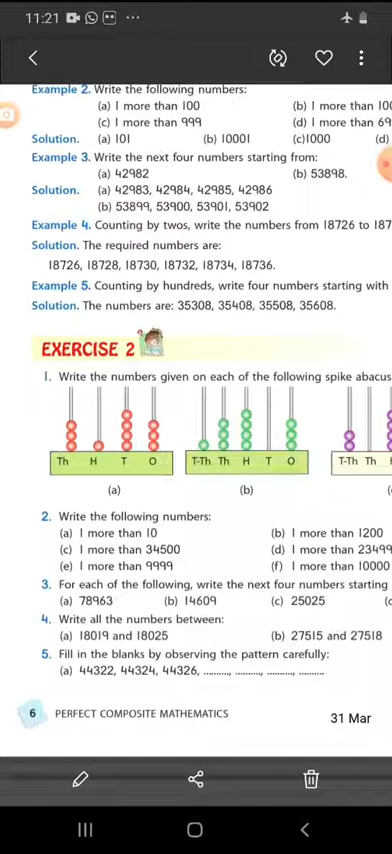 11:21
Example 2. Write the following numbers:
(a) 1 more than 100 (b) 1 more than
(c) 1 more than 999 (d) 1 more than
Solution. (a) 101 (b) 10001 (c)1000 (d)
Example 3. Write the next four numbers starting from:
(a) 42982 (b) 53898.
Solution. (a) 42983, 42984, 42985, 42986
(b) 53899, 53900, 53901, 53902
Example 4. Counting by twos, write the numbers from 18726 to
Solution. The required numbers are:
18726, 18728, 18730, 18732, 18734, 18736.
Example 5. Counting by hundreds, write four numbers starting with
Solution. The numbers are: 35308, 35408, 35508, 35608.
EXERCISE 2
1. Write the numbers given on each of the following spike abacus
Th H T O T-Th Th H T O T-Th Th
(a) (b)
2. Write the following numbers:
(a) 1 more than 10 (b) 1 more than 1200
(c) 1 more than 34500 (d) 1 more than 23499
(e) 1 more than 9999 (f) 1 more than 10000
3. For each of the following, write the next four numbers starting
(a) 78963 (b) 14609 (c) 25025
4. Write all the numbers between:
(a) 18019 and 18025 (b) 27515 and 27518
5. Fill in the blanks by observing the pattern carefully:
(a) 44322, 44324, 44326, .........., .........., .........., ..........
6 PERFECT COMPOSITE MATHEMATICS
31 Mar